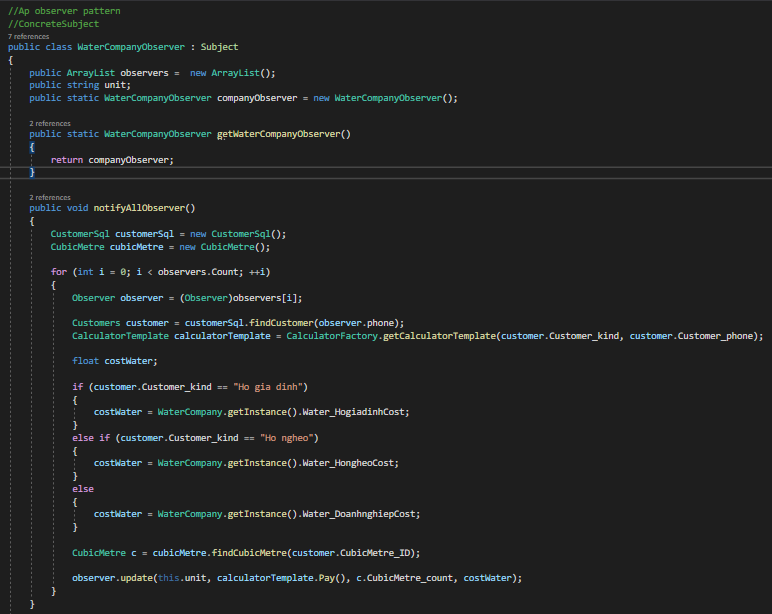 //Ap observer pattern
//ConcreteSubject
7 references
public class WaterCompanyObserver : Subject
{
public ArrayList observers =  new ArrayList();
public string unit;
public static WaterCompanyObserver companyObserver = new WaterCompanyObserver();
2 references
public static WaterCompanyObserver getWaterCompanyObserver()
{
return companyObserver;
}
2 references
public void notifyAllObserver()
{
CustomerSql customerSql = new CustomerSql();
CubicMetre cubicMetre = new CubicMetre();
for (int i = 0; i < observers.Count; ++i)
{
Observer observer = (Observer)observers[i];
Customers customer = customerSql.findCustomer(observer.phone);
CalculatorTemplate calculatorTemplate = CalculatorFactory.getCalculatorTemplate(customer.Customer_kind, customer.Customer_phone);
float costWater;
if (customer.Customer_kind == "Ho gia dinh")
{
costWater = WaterCompany.getInstance().Water_HogiadinhCost;
}
else if (customer.Customer_kind == "Ho ngheo")
{
costWater = WaterCompany.getInstance().Water_HongheoCost;
}
else
{
costWater = WaterCompany.getInstance().Water_DoanhnghiepCost;
}
CubicMetre c = cubicMetre.findCubicMetre(customer.CubicMetre_ID);
observer.update(this.unit, calculatorTemplate.Pay(), c.CubicMetre_count, costWater);
}
}